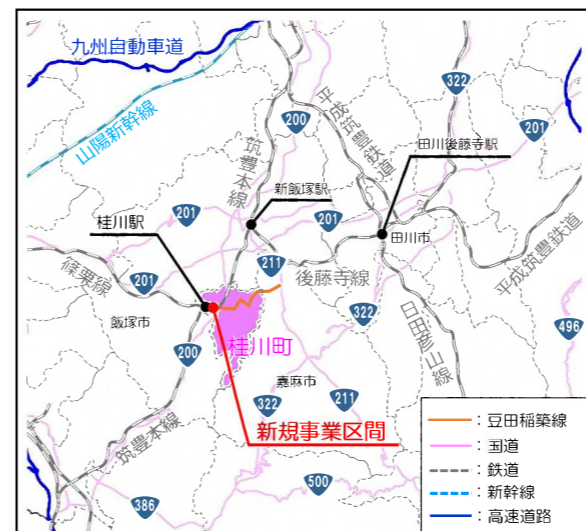 九州自動車道
山陽新幹線
322
200
平成筑豊鉄道
田川後藤寺駅
201
筑豊本線
新飯塚駅
桂川駅
201
201
田川市
篠栗線
201
211
後藤寺線
平成筑豊鉄道
322
日田彦山線
飯塚市
200
桂川町
496
嘉麻市
322
211
新規事業区間
筑豊本線
500
386
:豆田稲築線
:国道
:鉄道
:新幹線
:高速道路